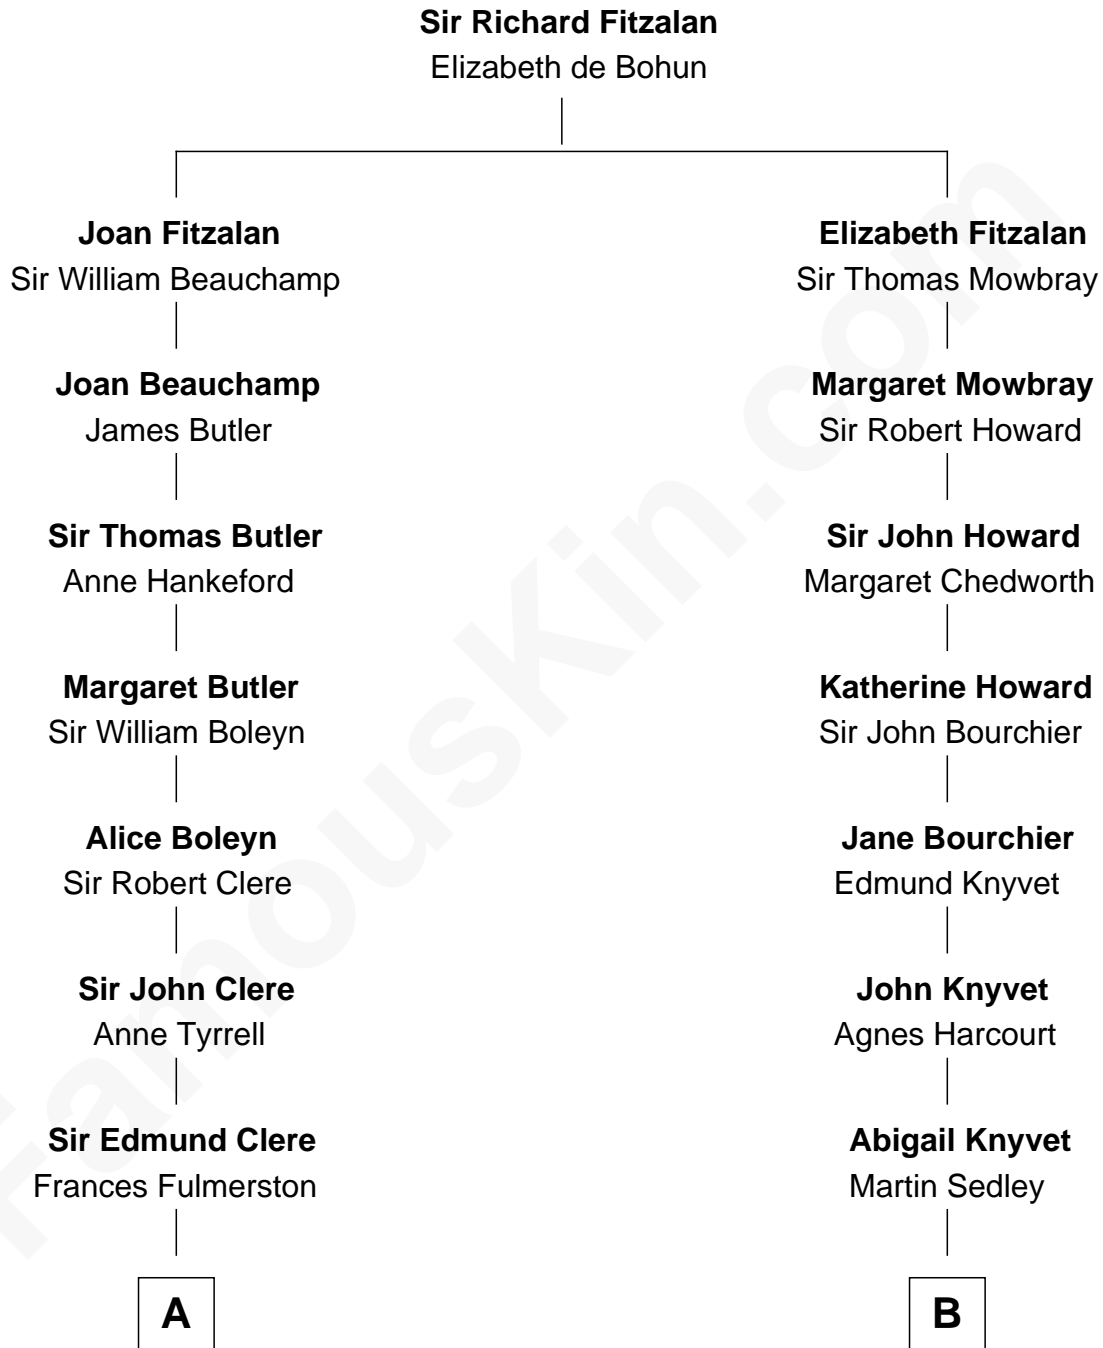 Sir Richard Fitzalan
Elizabeth de Bohun
Joan Fitzalan
Sir William Beauchamp
Elizabeth Fitzalan
Sir Thomas Mowbray
Joan Beauchamp
James Butler
Margaret Mowbray
Sir Robert Howard
Sir Thomas Butler
Anne Hankeford
Sir John Howard
Margaret Chedworth
Margaret Butler
Sir William Boleyn
Katherine Howard
Sir John Bourchier
Alice Boleyn
Sir Robert Clere
Jane Bourchier
Edmund Knyvet
Sir John Clere
Anne Tyrrell
John Knyvet
Agnes Harcourt
Sir Edmund Clere
Frances Fulmerston
Abigail Knyvet
Martin Sedley
A
B
FamousKin.com